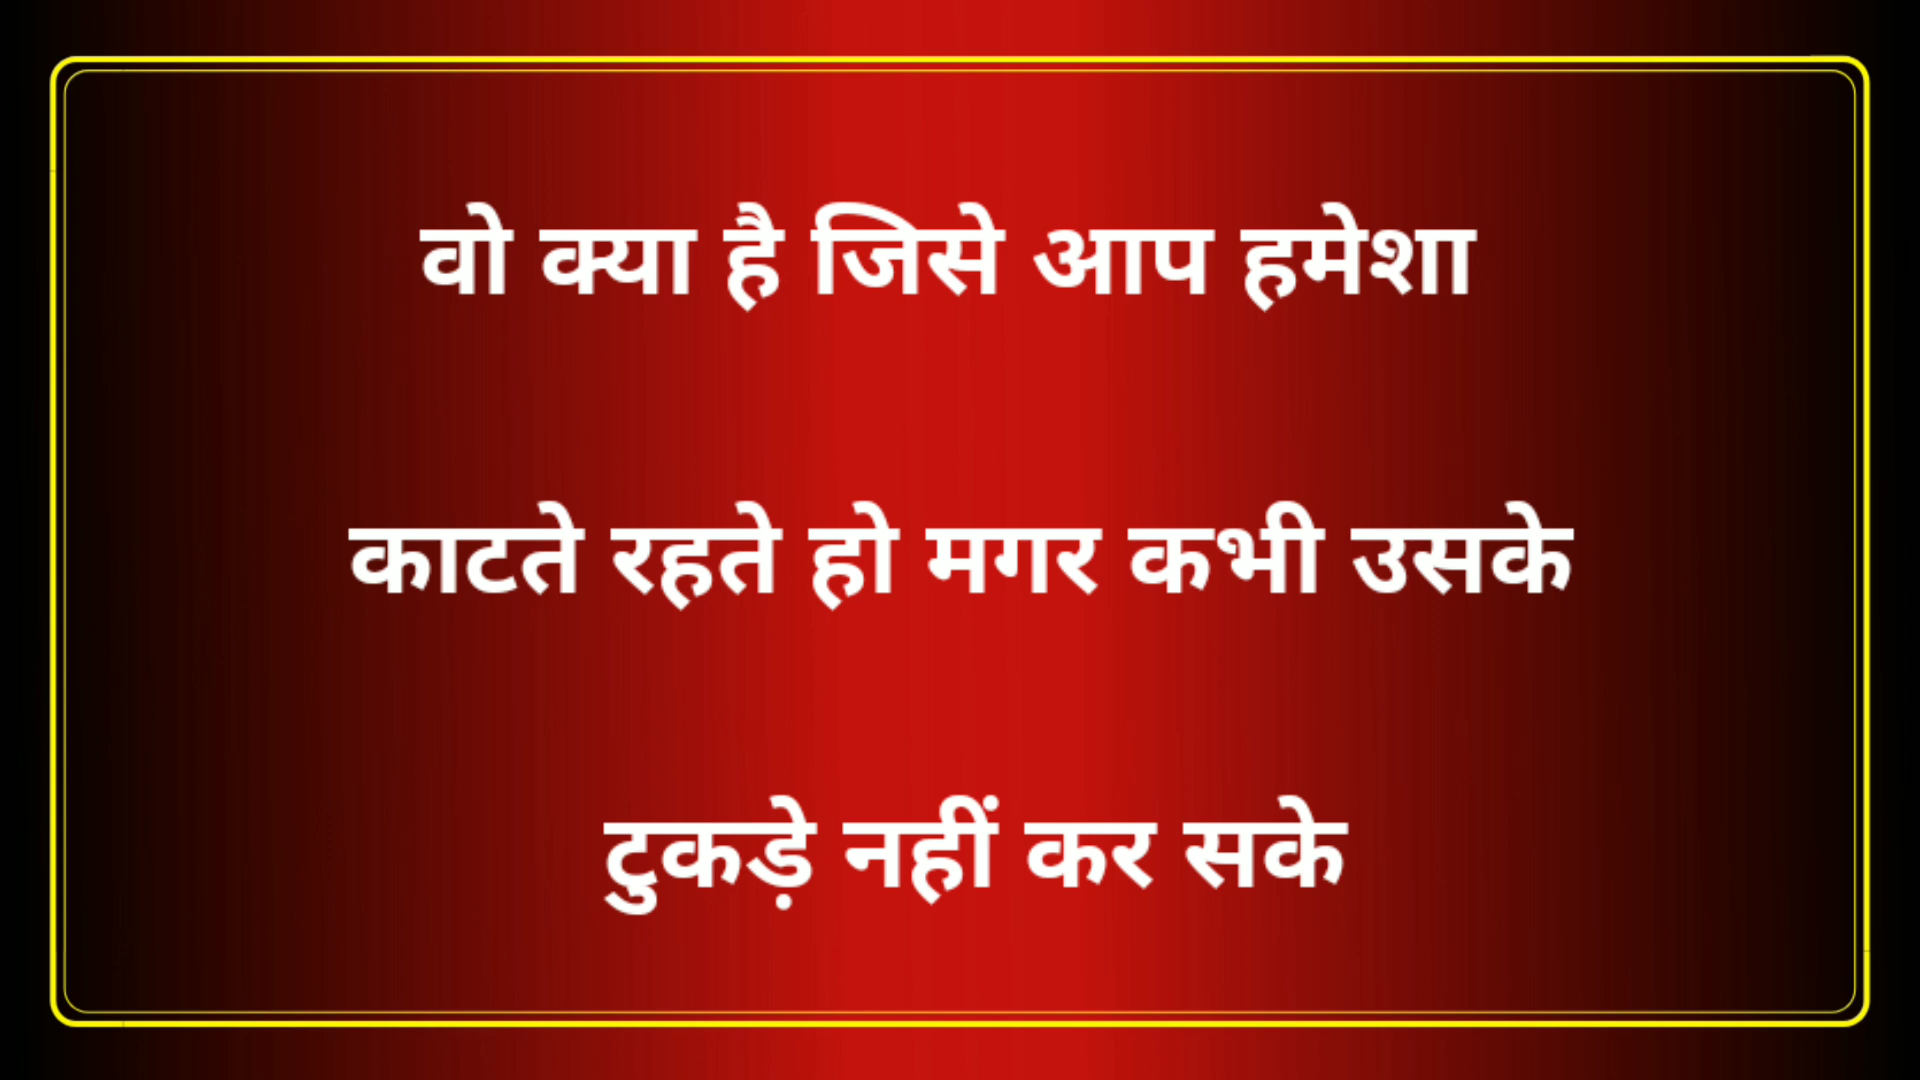 वो क्या है जिसे आप हमेशा
काटते रहते हो मगर कभी उसके
टुकड़े नहीं कर सके